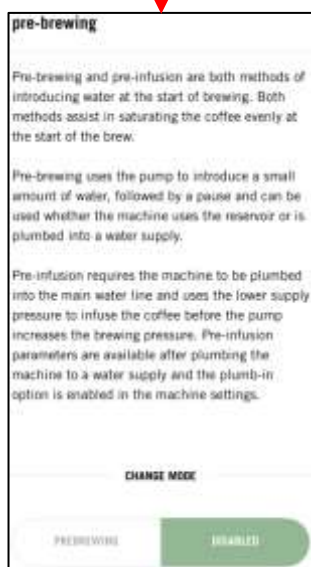 pre-brewing
Pre-brewing and pre-infusion are both methods of
introducing water at the start of brewing. Both
methods assist in saturating the coffee evenly at
the start of the brew.
Pre-brewing uses the pump to introduce a small
amount of water, followed by a pause and can be
used whether the machine uses the reservoir or is
plumbed into a water supply.
Pre-infusion requires the machine to be plumbed
into the main water line and uses the lower supply
pressure to infuse the coffee before the pump
increases the brewing pressure. Pre-infusion
parameters are available after plumbing the
machine to a water supply and the plumb-in
option is enabled in the machine settings.
CHANGE MODE
PREBREWING DISABLED